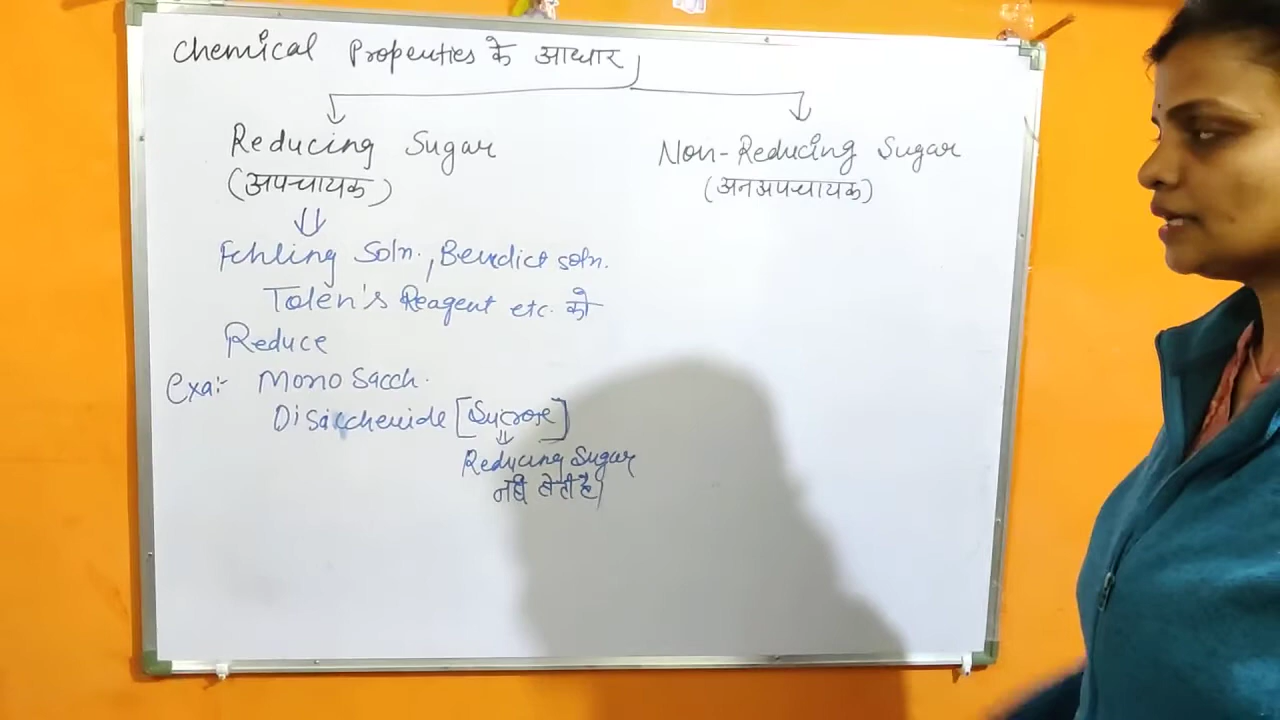 Chemical Properties के आधार
Reducing Sugar
(अपचायक)
Non-Reducing Sugar
(अनअपचायक)
Fehling Soln., Benedict soln.
Tolen's Reagent etc. को
Reduce
Exa:- Mono Sacch.
Disaccheride [Sucrose]
Reducing Sugar
नही होती है।